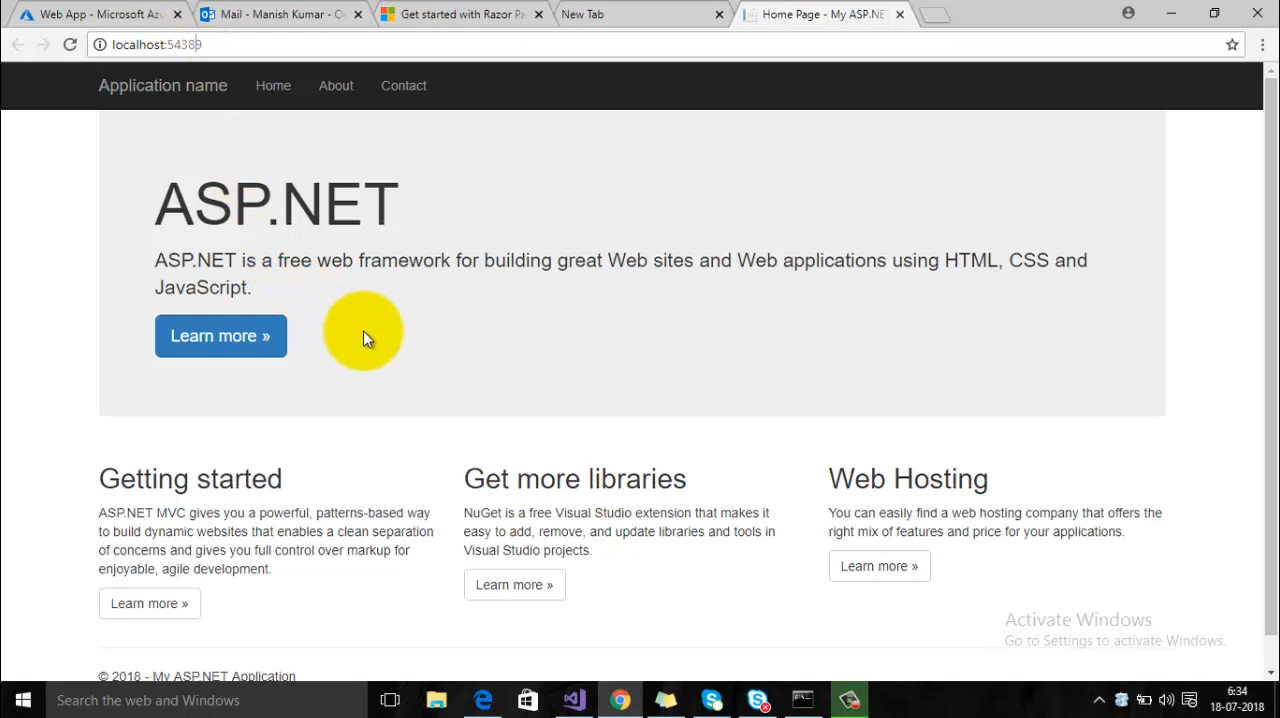 Web App - Microsoft Azu
Mail - Manish Kumar - O
Get started with Razor Pa
New Tab
Home Page - My ASP.NE
localhost:54389
Application name
Home
About
Contact
ASP.NET
ASP.NET is a free web framework for building great Web sites and Web applications using HTML, CSS and
JavaScript.
Learn more »
Getting started
ASP.NET MVC gives you a powerful, patterns-based way
to build dynamic websites that enables a clean separation
of concerns and gives you full control over markup for
enjoyable, agile development.
Learn more »
Get more libraries
NuGet is a free Visual Studio extension that makes it
easy to add, remove, and update libraries and tools in
Visual Studio projects.
Learn more »
Web Hosting
You can easily find a web hosting company that offers the
right mix of features and price for your applications.
Learn more »
Activate Windows
Go to Settings to activate Windows.
© 2018 - My ASP.NET Application
Search the web and Windows
6:34
18-07-2018